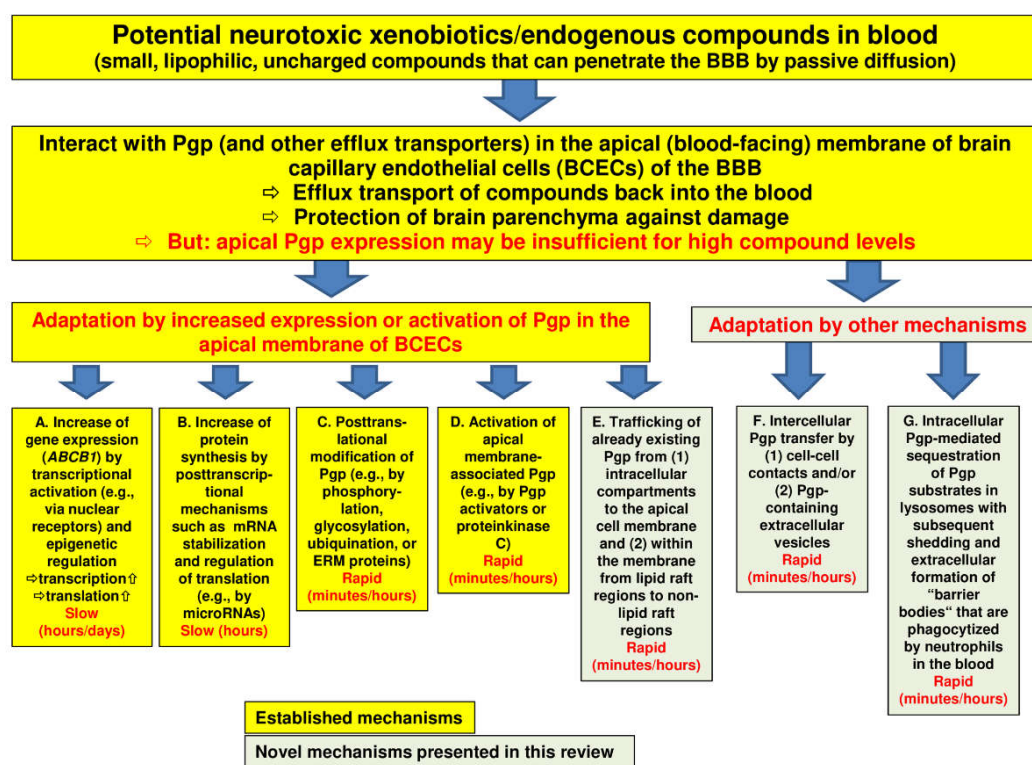 Potential neurotoxic xenobiotics/endogenous compounds in blood
(small, lipophilic, uncharged compounds that can penetrate the BBB by passive diffusion)
Interact with Pgp (and other efflux transporters) in the apical (blood-facing) membrane of brain
capillary endothelial cells (BCECs) of the BBB
⇨ Efflux transport of compounds back into the blood
⇨ Protection of brain parenchyma against damage
⇨ But: apical Pgp expression may be insufficient for high compound levels
Adaptation by increased expression or activation of Pgp in the
apical membrane of BCECs
Adaptation by other mechanisms
A. Increase of
gene expression
(ABCB1) by
transcriptional
activation (e.g.,
via nuclear
receptors) and
epigenetic
regulation
⇨transcription⇧
⇨translation⇧
Slow
(hours/days)
B. Increase of
protein
synthesis by
posttranscrip-
tional
mechanisms
such as mRNA
stabilization
and regulation
of translation
(e.g., by
microRNAs)
Slow (hours)
C. Posttrans-
lational
modification of
Pgp (e.g., by
phosphory-
lation,
glycosylation,
ubiquination, or
ERM proteins)
Rapid
(minutes/hours)
D. Activation of
apical
membrane-
associated Pgp
(e.g., by Pgp
activators or
proteinkinase
C)
Rapid
(minutes/hours)
E. Trafficking of
already existing
Pgp from (1)
intracellular
compartments
to the apical
cell membrane
and (2) within
the membrane
from lipid raft
regions to non-
lipid raft
regions
Rapid
(minutes/hours)
F. Intercellular
Pgp transfer by
(1) cell-cell
contacts and/or
(2) Pgp-
containing
extracellular
vesicles
Rapid
(minutes/hours)
G. Intracellular
Pgp-mediated
sequestration
of Pgp
substrates in
lysosomes with
subsequent
shedding and
extracellular
formation of
"barrier
bodies“ that are
phagocytized
by neutrophils
in the blood
Rapid
(minutes/hours)
Established mechanisms
Novel mechanisms presented in this review